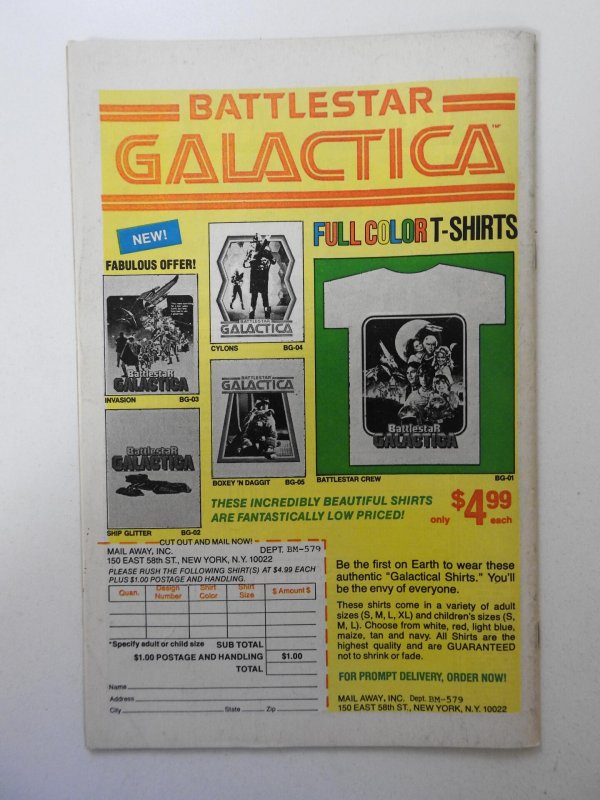 BATTLESTAR
GALACTICA™
NEW!
FABULOUS OFFER!
FULL COLOR T-SHIRTS
BattlestaR
GALACTICA
INVASION BG-03
BATTLESTAR
GALACTICA
CYLONS BG-04
BattlestaR
GALACTICA
SHIP GLITTER BG-02
BATTLESTAR
GALACTICA
BOXEY 'N DAGGIT BG-05
BattlestaR
GALACTICA
BATTLESTAR CREW BG-01
THESE INCREDIBLY BEAUTIFUL SHIRTS
ARE FANTASTICALLY LOW PRICED!
only $4.99 each
CUT OUT AND MAIL NOW!
MAIL AWAY, INC. DEPT. BM-579
150 EAST 58th ST., NEW YORK, N.Y. 10022
PLEASE RUSH THE FOLLOWING SHIRT(S) AT $4.99 EACH
PLUS $1.00 POSTAGE AND HANDLING.
Quan. Design Number Shirt Color Shirt Size $ Amount $
*Specify adult or child size SUB TOTAL
$1.00 POSTAGE AND HANDLING $1.00
TOTAL
Name
Address
City State Zip
Be the first on Earth to wear these
authentic "Galactical Shirts." You'll
be the envy of everyone.
These shirts come in a variety of adult
sizes (S, M, L, XL) and children's sizes (S,
M, L). Choose from white, red, light blue,
maize, tan and navy. All Shirts are the
highest quality and are GUARANTEED
not to shrink or fade.
FOR PROMPT DELIVERY, ORDER NOW!
MAIL AWAY, INC. Dept. BM-579
150 EAST 58th ST., NEW YORK, N.Y. 10022